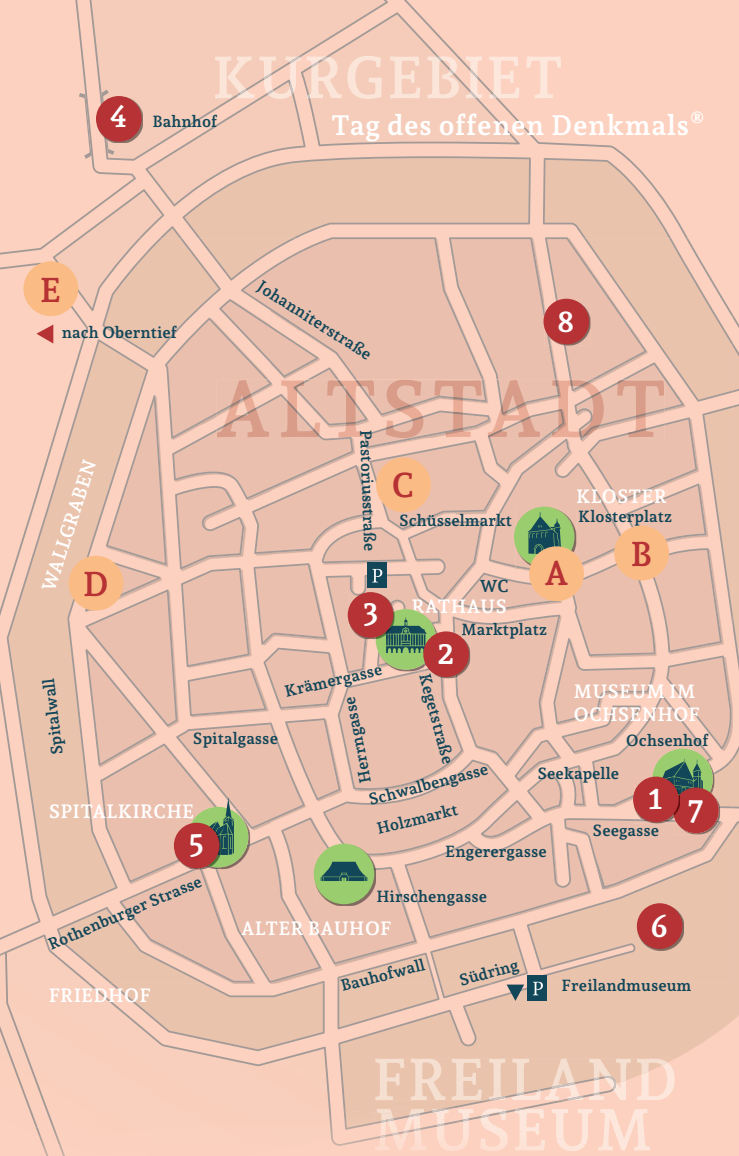 KURGEBIET
4
Bahnhof
Tag des offenen Denkmals®
E
nach Oberntief
Johanniterstraße
8
ALTSTADT
Pastoriusstraße
C
KLOSTER
Klosterplatz
Schüsselmarkt
WALLGRABEN
B
A
D
P
WC
3
RATHAUS
Marktplatz
2
Krämergasse
Kegetstraße
Herrngasse
MUSEUM IM
OCHSENHOF
Ochsenhof
Spitalwall
Spitalgasse
Schwalbengasse
Seekapelle
1
7
SPITALKIRCHE
Holzmarkt
Seegasse
5
Engerergasse
Hirschengasse
Rothenburger Strasse
ALTER BAUHOF
6
Bauhofwall
Südring
P
Freilandmuseum
FRIEDHOF
FREILAND
MUSEUM